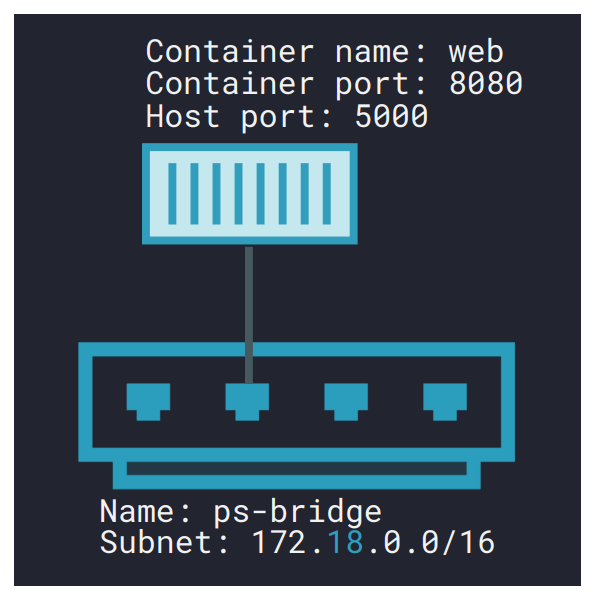 Container name: web
Container port: 8080
Host port: 5000
Name: ps-bridge
Subnet: 172.18.0.0/16